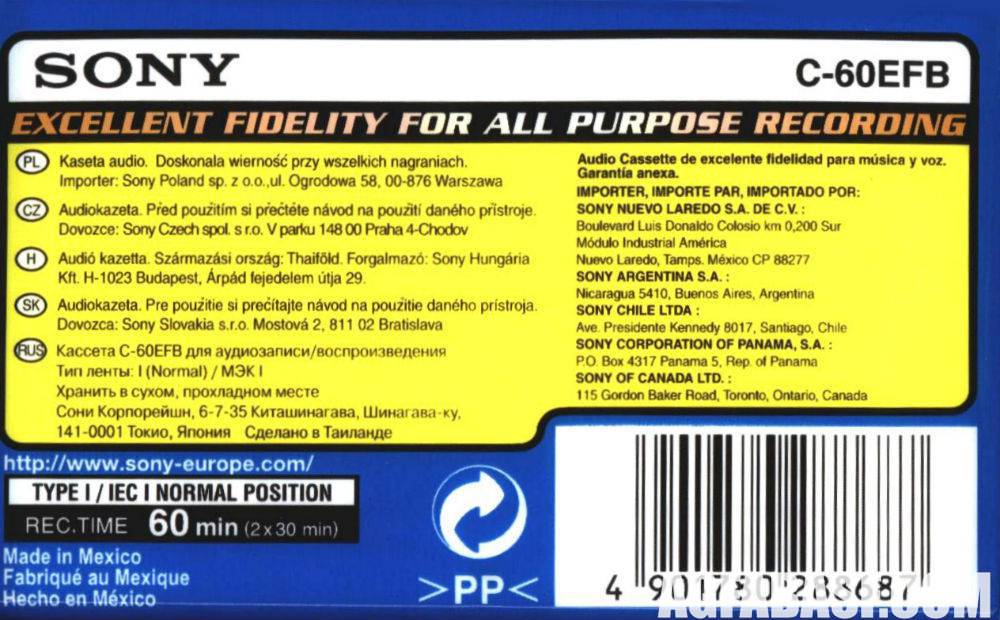 SONY
C-60EFB
EXCELLENT FIDELITY FOR ALL PURPOSE RECORDING
PL Kaseta audio. Doskonala wierność przy wszelkich nagraniach.
Importer: Sony Poland sp. z o.o.,ul. Ogrodowa 58, 00-876 Warszawa
CZ Audiokazeta. Před použitím si přečtěte návod na použití daného přístroje.
Dovozce: Sony Czech spol. s r.o. V parku 148 00 Praha 4-Chodov
H Audió kazetta. Származási ország: Thaiföld. Forgalmazó: Sony Hungária
Kft. H-1023 Budapest, Árpád fejedelem útja 29.
SK Audiokazeta. Pre použitie si prečítajte návod na použitie daného prístroja.
Dovozca: Sony Slovakia s.r.o. Mostová 2, 811 02 Bratislava
RUS Кассета C-60EFB для аудиозаписи/воспроизведения
Тип ленты: I (Normal) / МЭК I
Хранить в сухом, прохладном месте
Сони Корпорейшн, 6-7-35 Киташинагава, Шинагава-ку,
141-0001 Токио, Япония Сделано в Таиланде
Audio Cassette de excelente fidelidad para música y voz.
Garantía anexa.
IMPORTER, IMPORTE PAR, IMPORTADO POR:
SONY NUEVO LAREDO S.A. DE C.V. :
Boulevard Luis Donaldo Colosio km 0,200 Sur
Módulo Industrial América
Nuevo Laredo, Tamps. México CP 88277
SONY ARGENTINA S.A. :
Nicaragua 5410, Buenos Aires, Argentina
SONY CHILE LTDA :
Ave. Presidente Kennedy 8017, Santiago, Chile
SONY CORPORATION OF PANAMA, S.A. :
P.O. Box 4317 Panama 5, Rep. of Panama
SONY OF CANADA LTD. :
115 Gordon Baker Road, Toronto, Ontario, Canada
http://www.sony-europe.com/
TYPE I / IEC I NORMAL POSITION
REC.TIME 60 min (2 x 30 min)
Made in Mexico
Fabriqué au Mexique
Hecho en México
>PP<
4 901780 288687
AGFABASF.COM